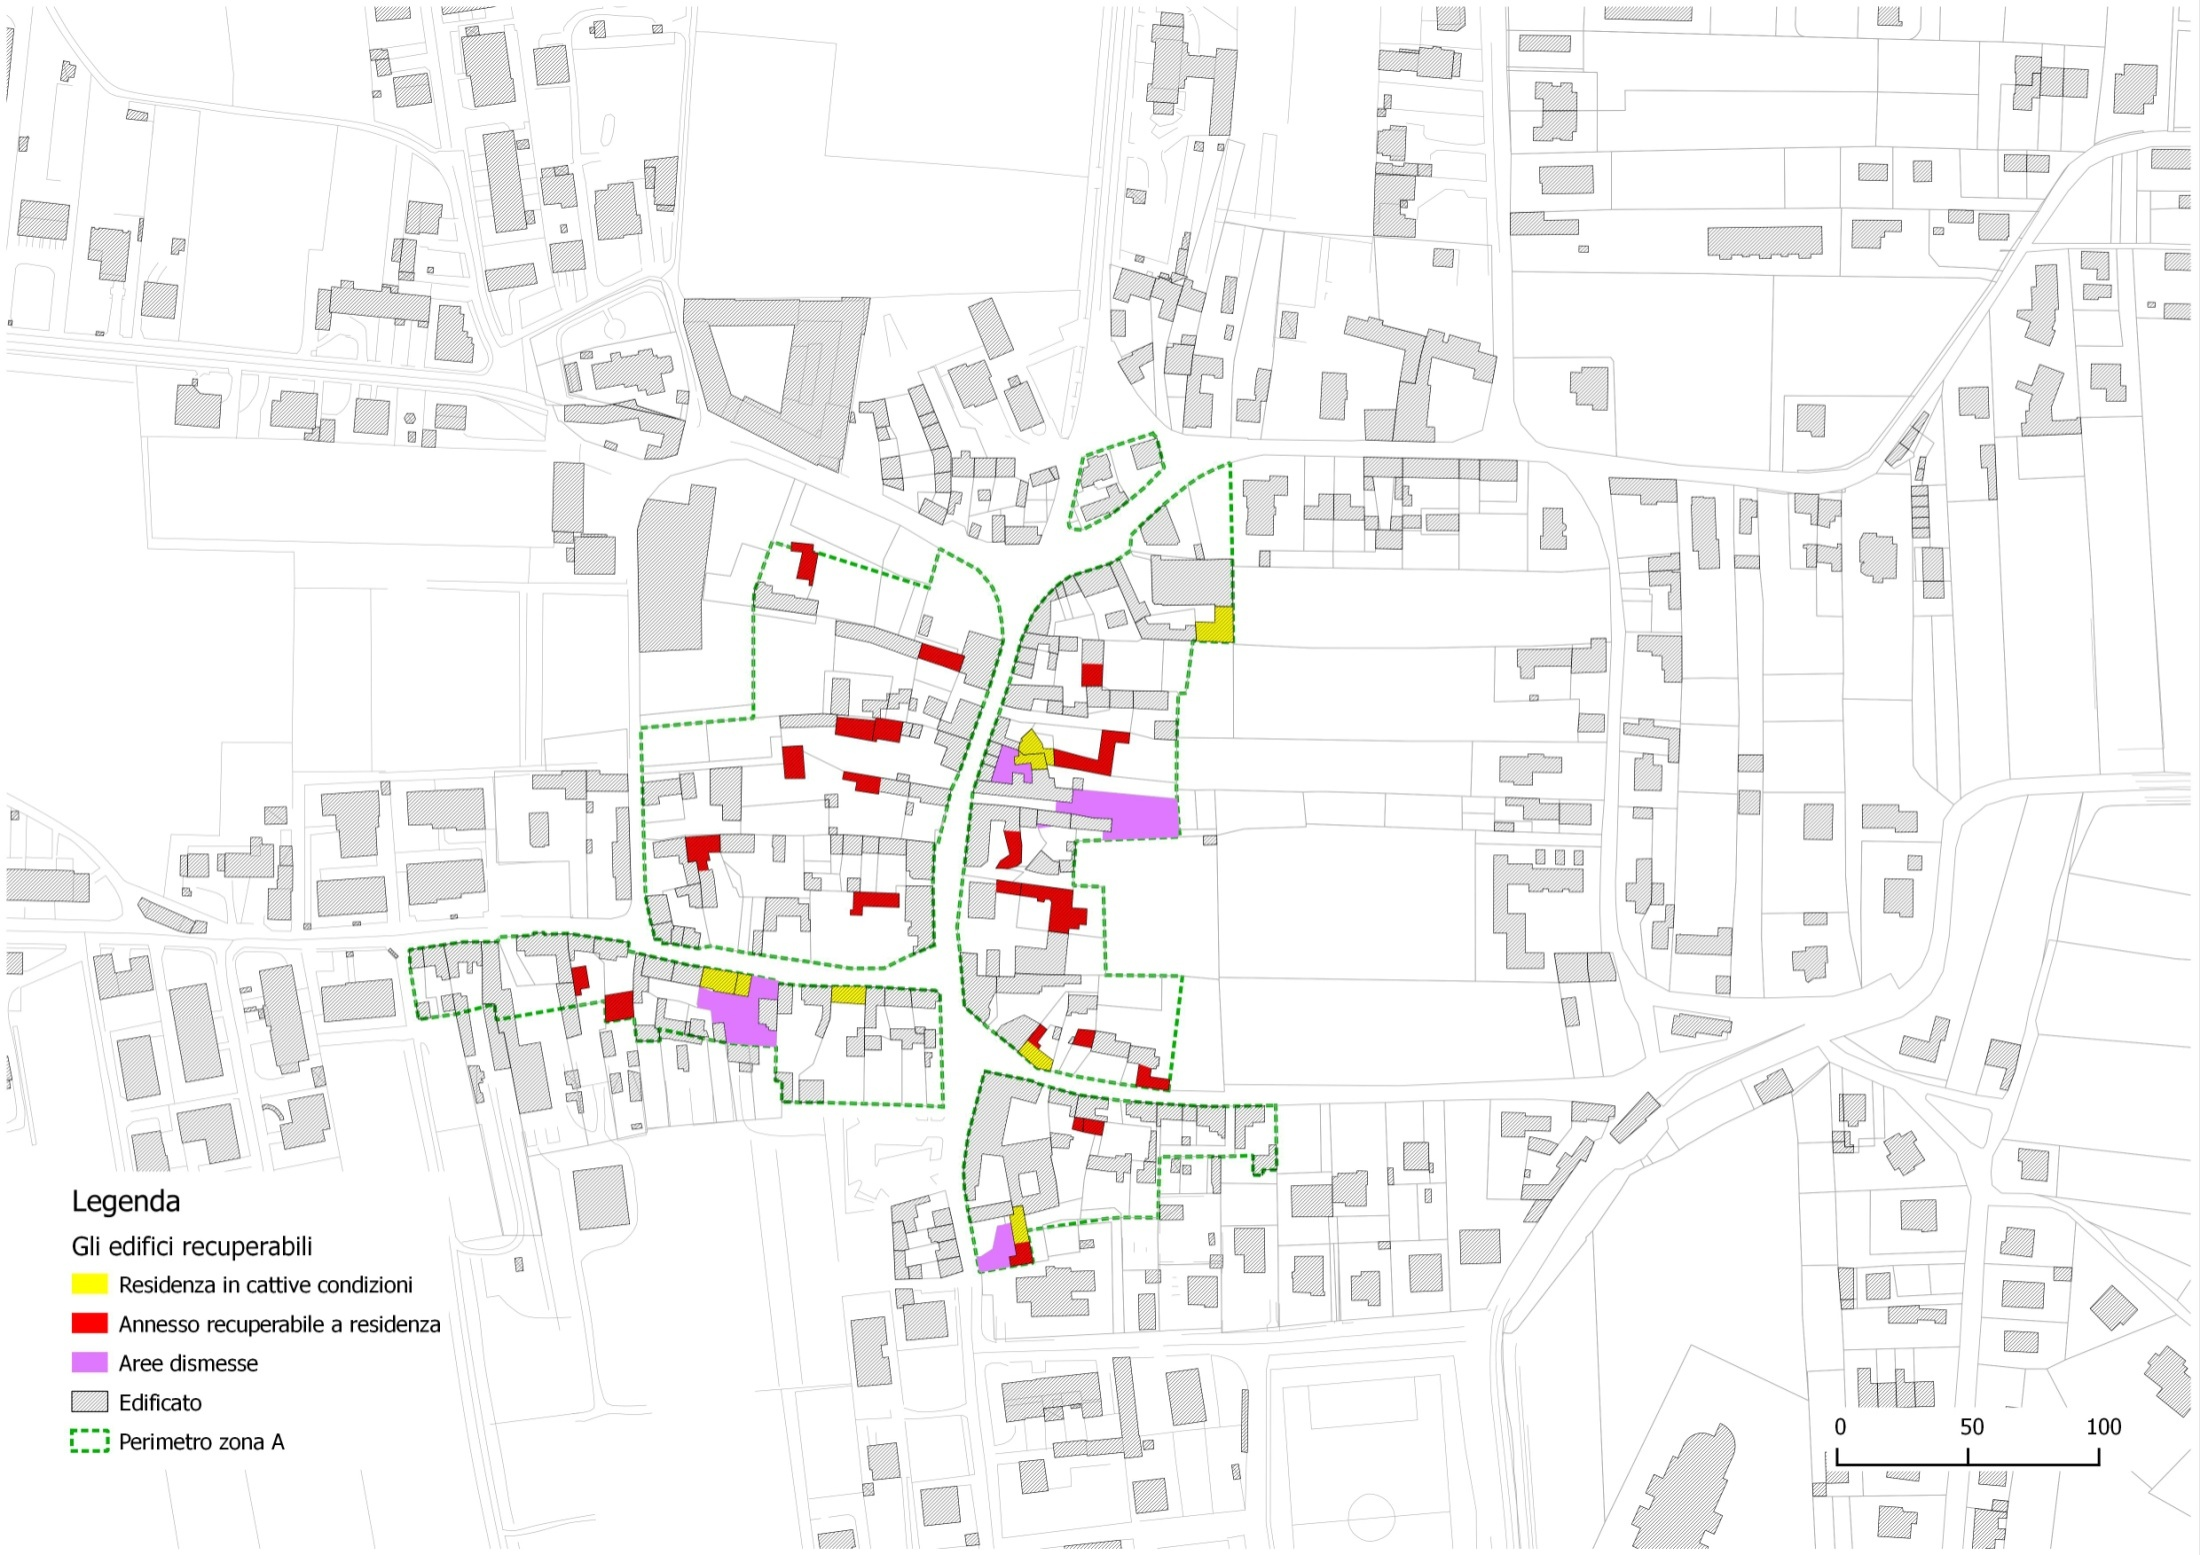 Legenda
Gli edifici recuperabili
Residenza in cattive condizioni
Annesso recuperabile a residenza
Aree dismesse
Edificato
Perimetro zona A
0 50 100